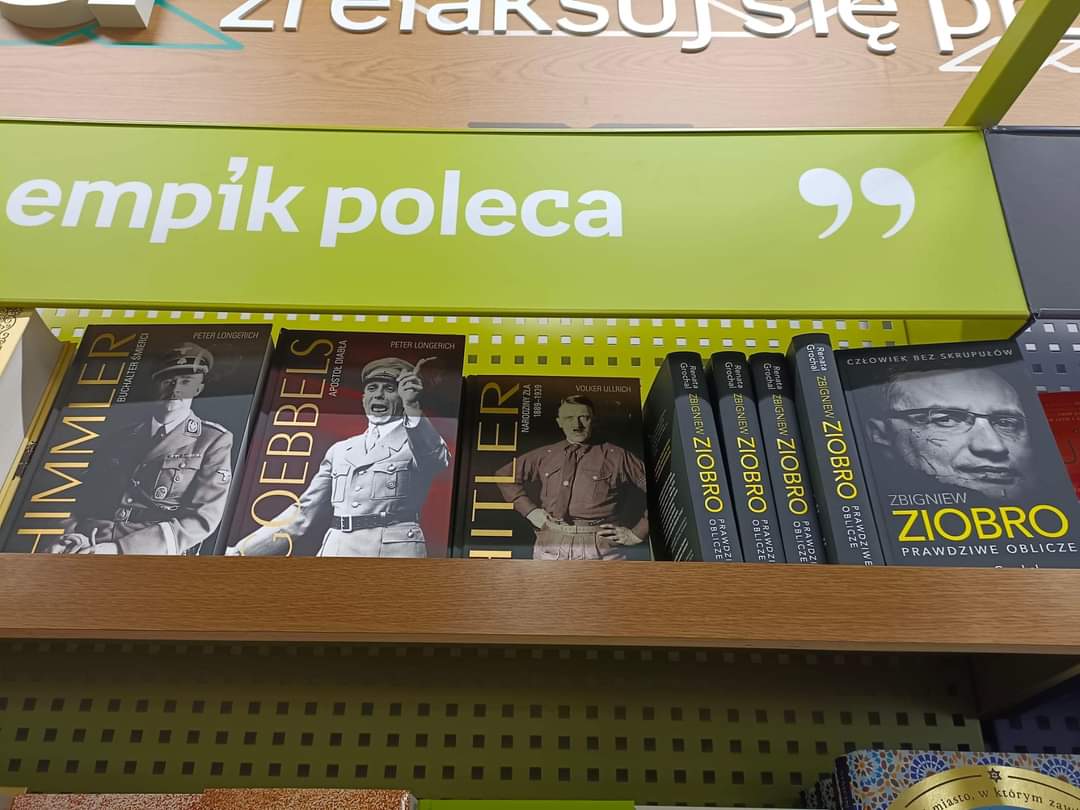 zrelaksuj się
empik poleca
HIMMLER
BUCHALTER ŚMIERCI
PETER LONGERICH
GOEBBELS
APOSTOŁ DIABŁA
PETER LONGERICH
HITLER
NARODZINY ZŁA
1889–1939
VOLKER ULLRICH
Renata Grochal
ZBIGNIEW ZIOBRO
PRAWDZIWE OBLICZE
Renata Grochal
ZBIGNIEW ZIOBRO
PRAWDZIWE OBLICZE
Renata Grochal
ZBIGNIEW ZIOBRO
PRAWDZIWE OBLICZE
Renata Grochal
ZBIGNIEW ZIOBRO
PRAWDZIWE OBLICZE
CZŁOWIEK BEZ SKRUPUŁÓW
ZBIGNIEW
ZIOBRO
PRAWDZIWE OBLICZE
miasto, w którym